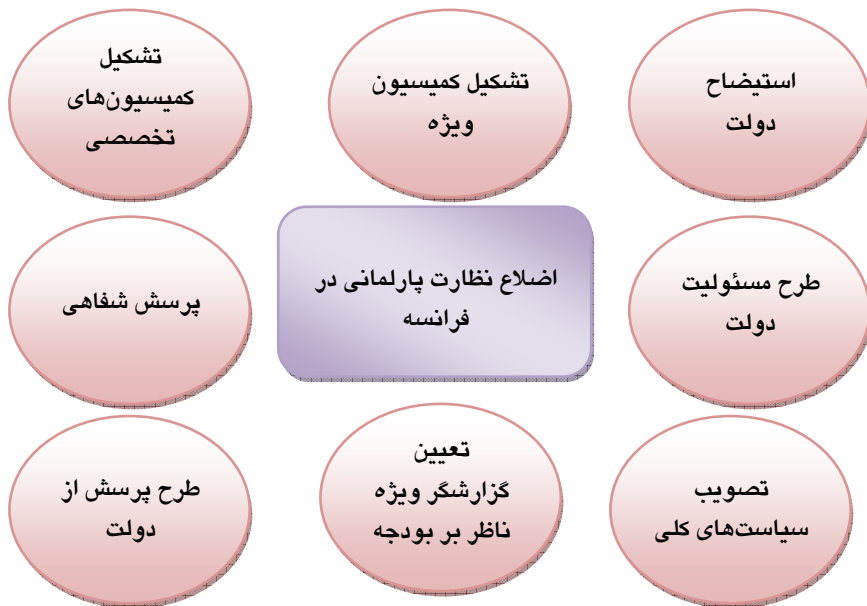 استیضاح
دولت
تشکیل کمیسیون
ویژه
تشکیل
کمیسیون‌های
تخصصی
طرح مسئولیت
دولت
اضلاع نظارت پارلمانی در
فرانسه
پرسش شفاهی
تصویب
سیاست‌های کلی
تعیین
گزارشگر ویژه
ناظر بر بودجه
طرح پرسش از
دولت